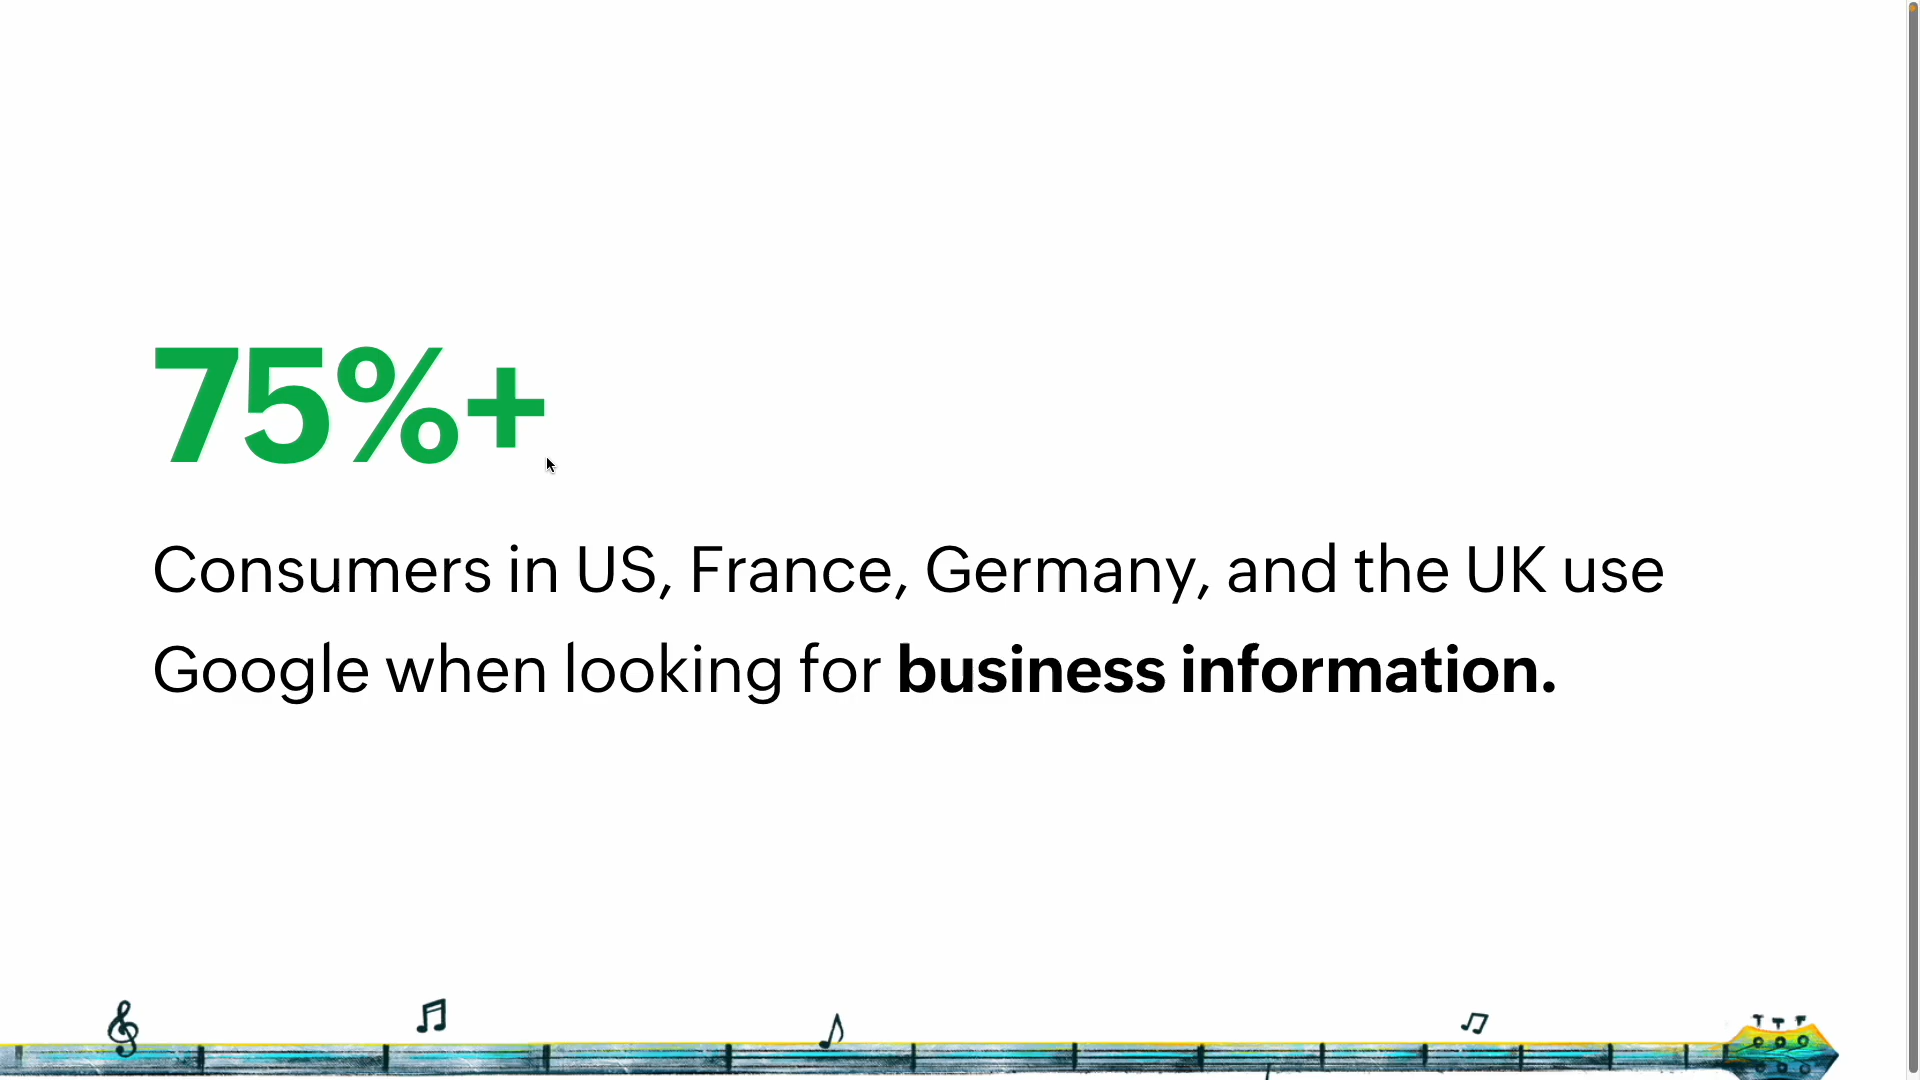 75%+
Consumers in US, France, Germany, and the UK use
Google when looking for business information.